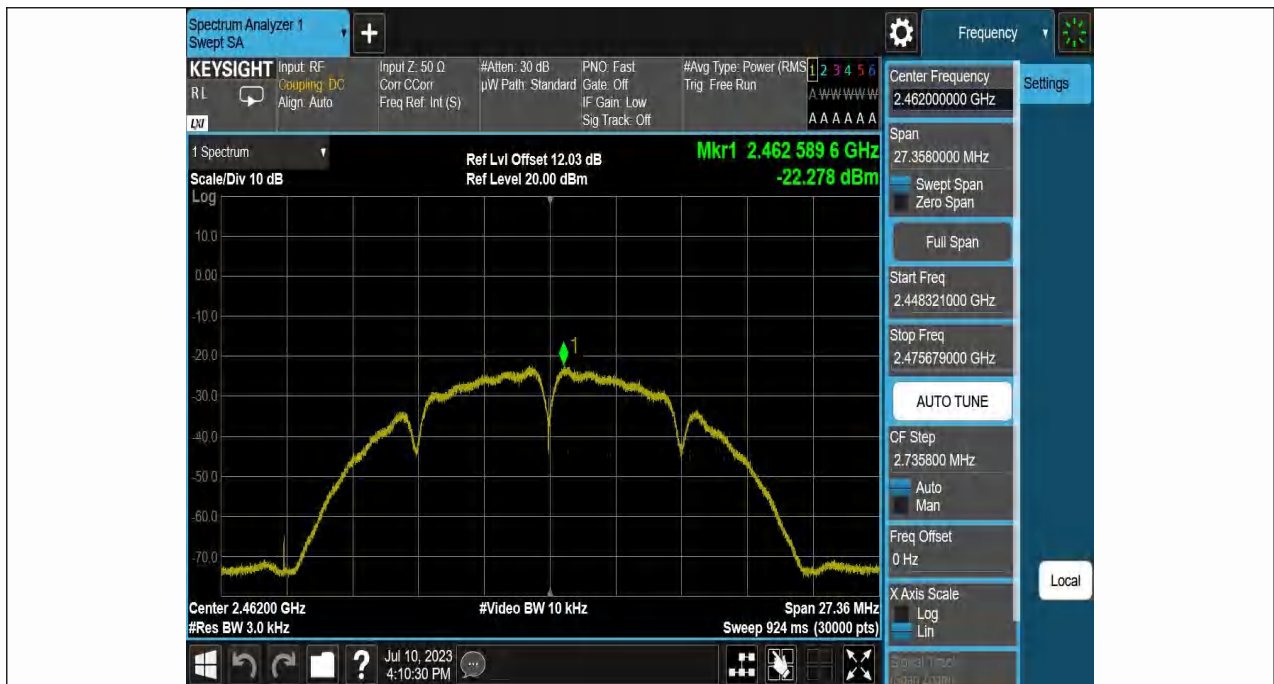 Spectrum Analyzer 1
Swept SA
+
Frequency
KEYSIGHT
RL
LXI
Input: RF
Coupling: DC
Align: Auto
Input Z: 50 Ω
Corr CCorr
Freq Ref: Int (S)
#Atten: 30 dB
µW Path: Standard
PNO: Fast
Gate: Off
IF Gain: Low
Sig Track: Off
#Avg Type: Power (RMS
Trig: Free Run
1 2 3 4 5 6
A W W W W W
A A A A A A
1 Spectrum
Scale/Div 10 dB
Log
Ref Lvl Offset 12.03 dB
Ref Level 20.00 dBm
Mkr1 2.462 589 6 GHz
-22.278 dBm
10.0
0.00
-10.0
-20.0
-30.0
-40.0
-50.0
-60.0
-70.0
1
Center 2.46200 GHz
#Res BW 3.0 kHz
#Video BW 10 kHz
Span 27.36 MHz
Sweep 924 ms (30000 pts)
Center Frequency
2.462000000 GHz
Settings
Span
27.3580000 MHz
Swept Span
Zero Span
Full Span
Start Freq
2.448321000 GHz
Stop Freq
2.475679000 GHz
AUTO TUNE
CF Step
2.735800 MHz
Auto
Man
Freq Offset
0 Hz
X Axis Scale
Log
Lin
Signal Track
(Span Zoom)
Local
?
Jul 10, 2023
4:10:30 PM